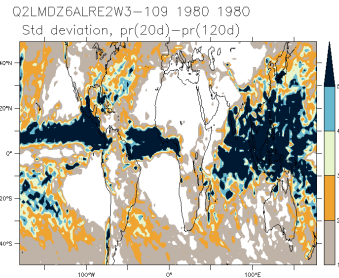 Q2LMDZ6ALRE2W3-109 1980 1980
Std deviation, pr(20d)-pr(120d)
40°N
20°N
0°
20°S
40°S
100°W 0° 100°E
5
4
3
2
1